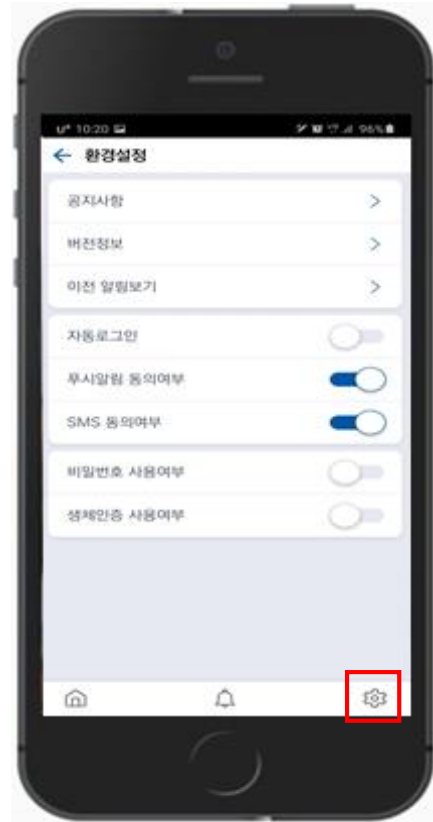 U+ 10:20 96%
← 환경설정
공지사항 >
버전정보 >
이전 알림보기 >
자동로그인
푸시알림 동의여부
SMS 동의여부
비밀번호 사용여부
생체인증 사용여부